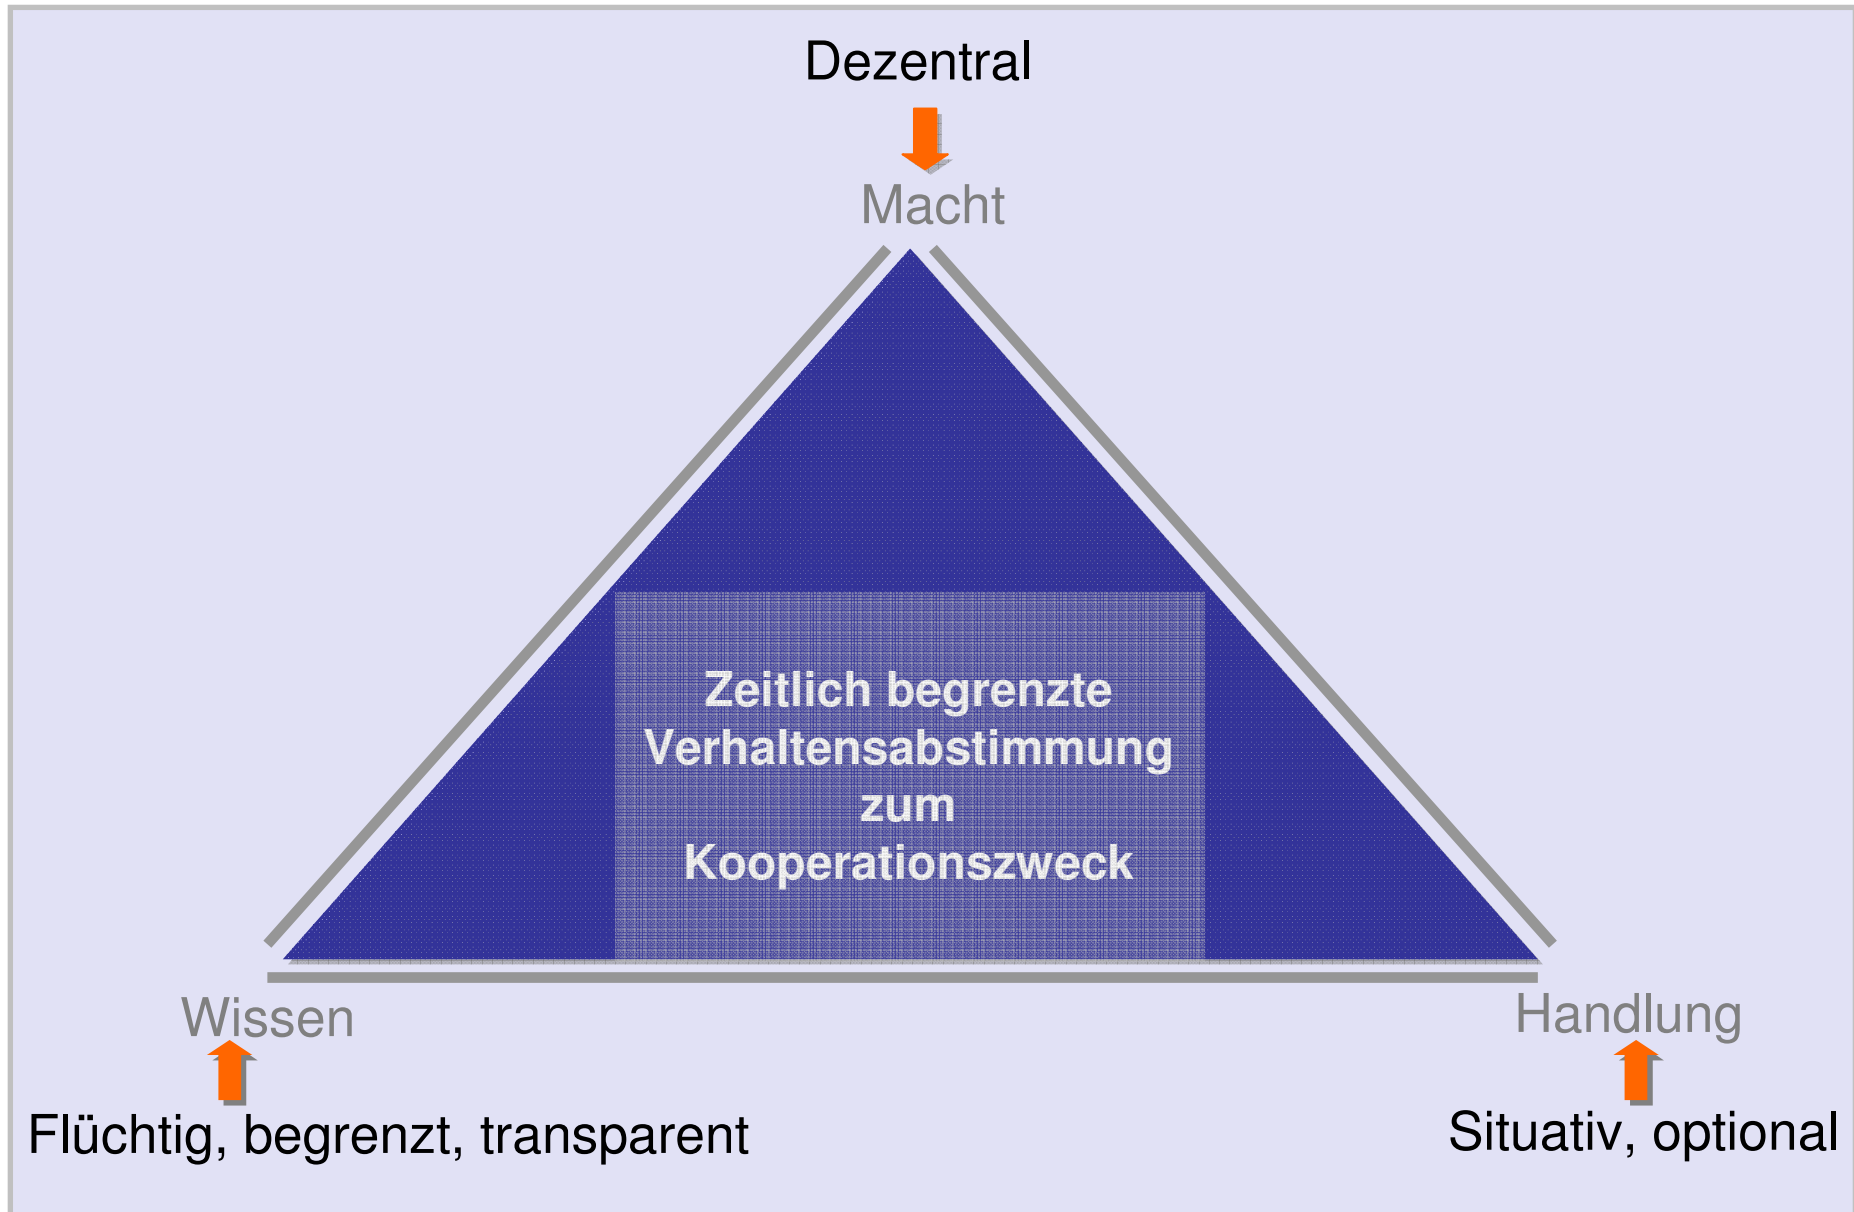 Dezentral
Macht
Zeitlich begrenzte
Verhaltensabstimmung
zum
Kooperationszweck
Wissen
Handlung
Flüchtig, begrenzt, transparent
Situativ, optional